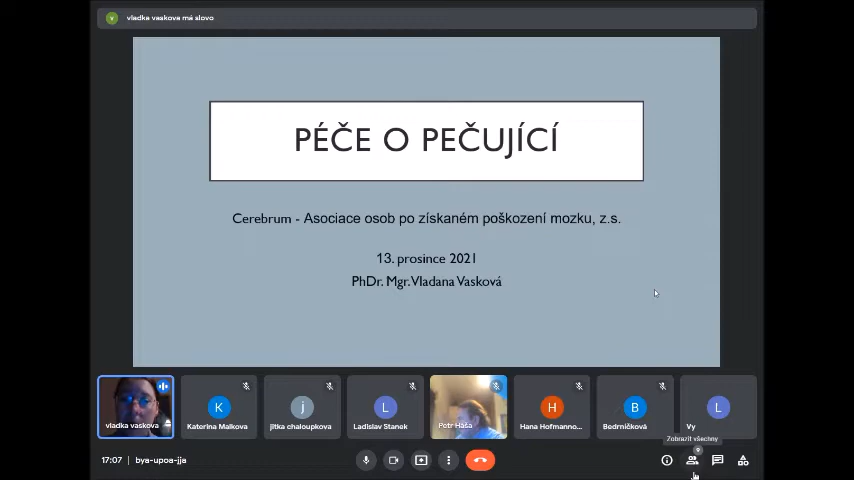 v
vladka vaskova má slovo
PÉČE O PEČUJÍCÍ
Cerebrum - Asociace osob po získaném poškození mozku, z.s.
13. prosince 2021
PhDr. Mgr. Vladana Vasková
K
j
L
H
B
L
vladka vaskova
Katerina Malkova
jitka chaloupkova
Ladislav Stanek
Petr Háša
Hana Hofmanno...
Bedrníčková
Vy
Zobrazit všechny
9
17:07 | bya-upoa-jja